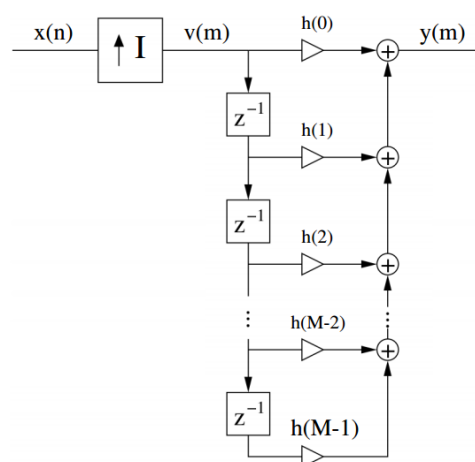 x(n)
↑ I
v(m)
h(0)
y(m)
+
z⁻¹
h(1)
+
z⁻¹
h(2)
+
⋮
⋮
h(M-2)
+
z⁻¹
h(M-1)